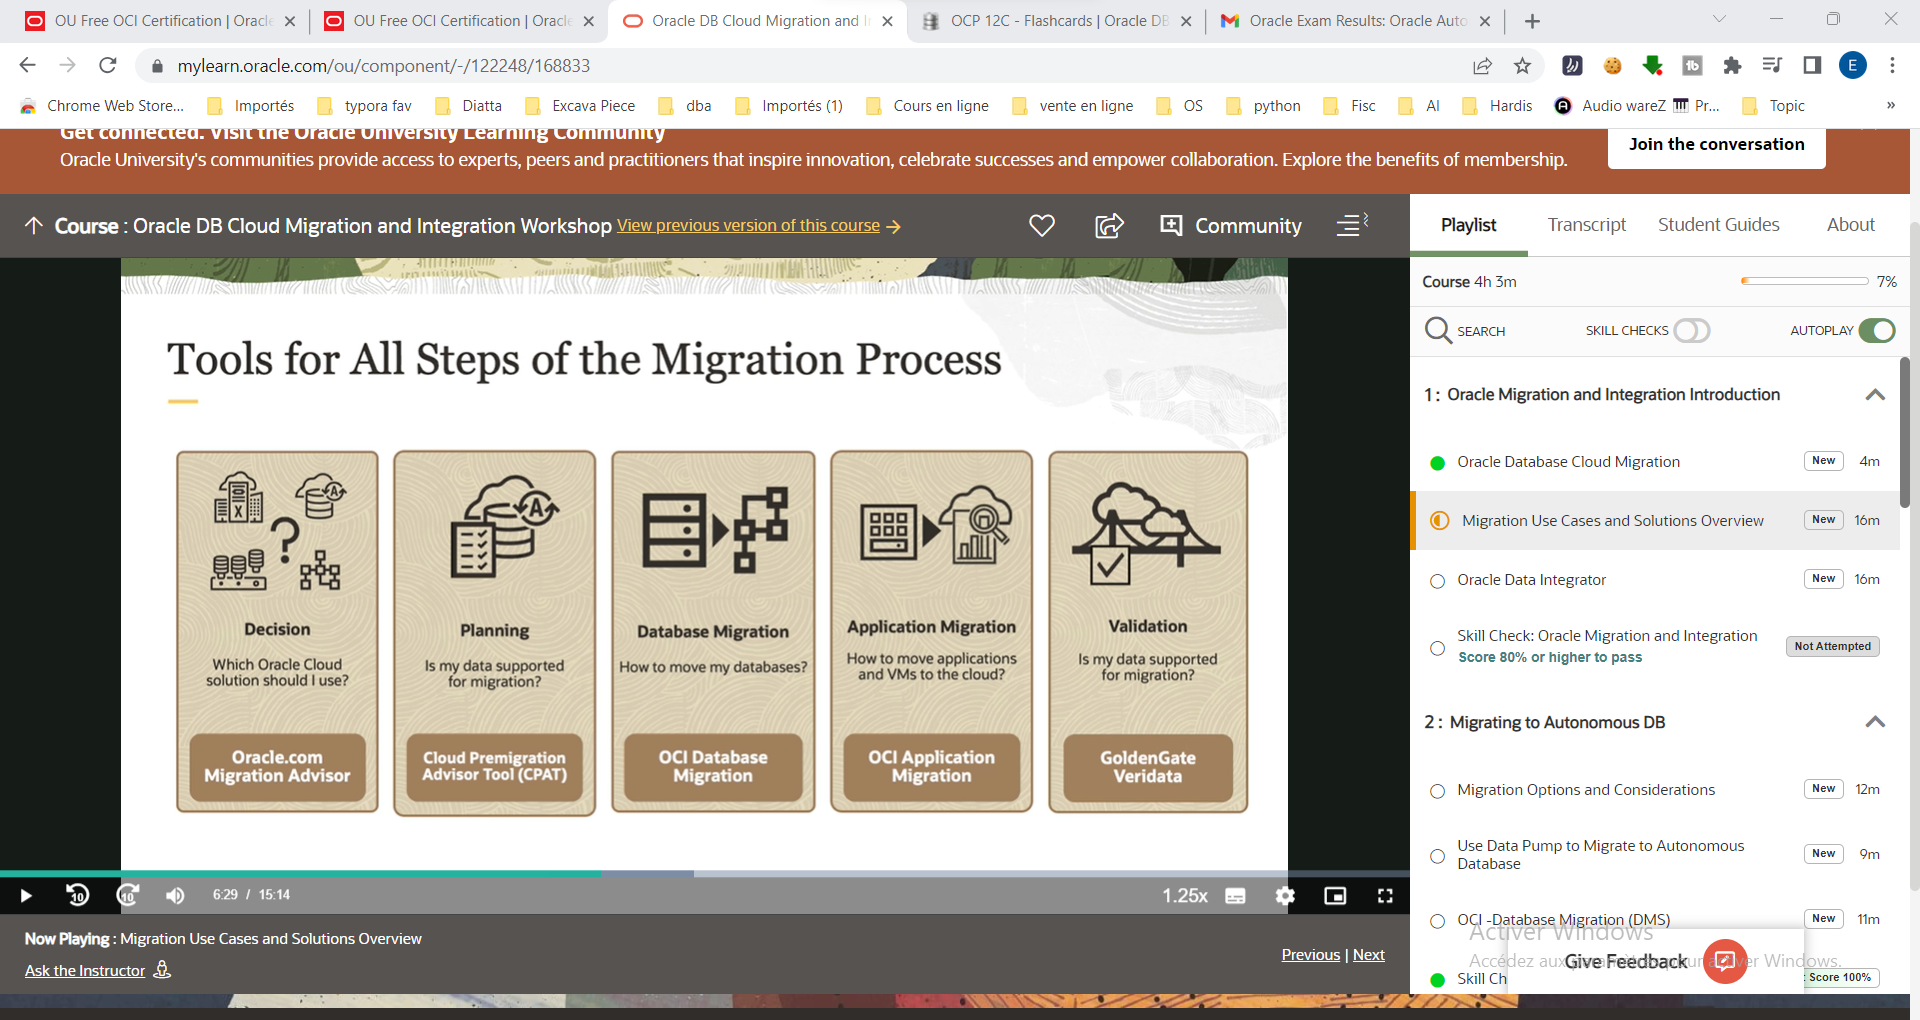 OU Free OCI Certification | Oracle
OU Free OCI Certification | Oracle
Oracle DB Cloud Migration and In
OCP 12C - Flashcards | Oracle DB
Oracle Exam Results: Oracle Auto
mylearn.oracle.com/ou/component/-/122248/168833
E
Chrome Web Store...
Importés
typora fav
Diatta
Excava Piece
dba
Importés (1)
Cours en ligne
vente en ligne
OS
python
Fisc
AI
Hardis
Audio wareZ
Pr...
Topic
»
Get connected. Visit the Oracle University Learning Community
Oracle University's communities provide access to experts, peers and practitioners that inspire innovation, celebrate successes and empower collaboration. Explore the benefits of membership.
Join the conversation
Course : Oracle DB Cloud Migration and Integration Workshop View previous version of this course
Community
Playlist
Transcript
Student Guides
About
Course 4h 3m
7%
SEARCH
SKILL CHECKS
AUTOPLAY
Tools for All Steps of the Migration Process
Decision
Which Oracle Cloud
solution should I use?
Oracle.com
Migration Advisor
Planning
Is my data supported
for migration?
Cloud Premigration
Advisor Tool (CPAT)
Database Migration
How to move my databases?
OCI Database
Migration
Application Migration
How to move applications
and VMs to the cloud?
OCI Application
Migration
Validation
Is my data supported
for migration?
GoldenGate
Veridata
1 : Oracle Migration and Integration Introduction
Oracle Database Cloud Migration
New
4m
Migration Use Cases and Solutions Overview
New
16m
Oracle Data Integrator
New
16m
Skill Check: Oracle Migration and Integration
Score 80% or higher to pass
Not Attempted
2 : Migrating to Autonomous DB
Migration Options and Considerations
New
12m
Use Data Pump to Migrate to Autonomous
Database
New
9m
OCI -Database Migration (DMS)
New
11m
Skill Ch
Score 100%
Activer Windows
Accédez aux
er Windows.
Give Feedback
10
10
6:29 / 15:14
1.25x
Now Playing : Migration Use Cases and Solutions Overview
Ask the Instructor
Previous | Next